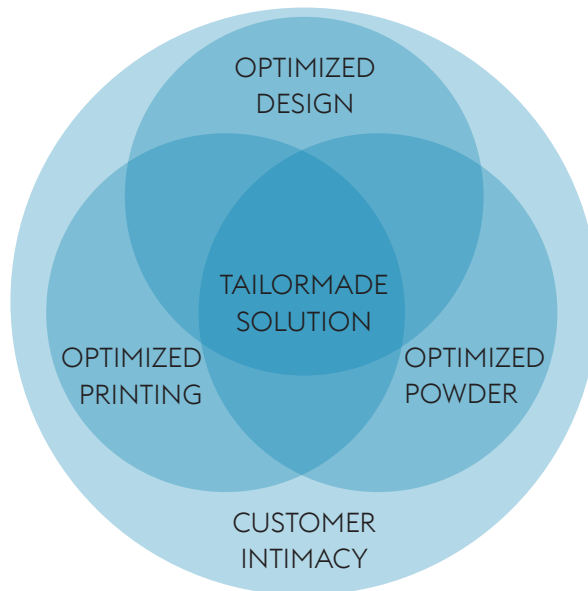 OPTIMIZED
DESIGN
TAILORMADE
SOLUTION
OPTIMIZED
PRINTING
OPTIMIZED
POWDER
CUSTOMER
INTIMACY